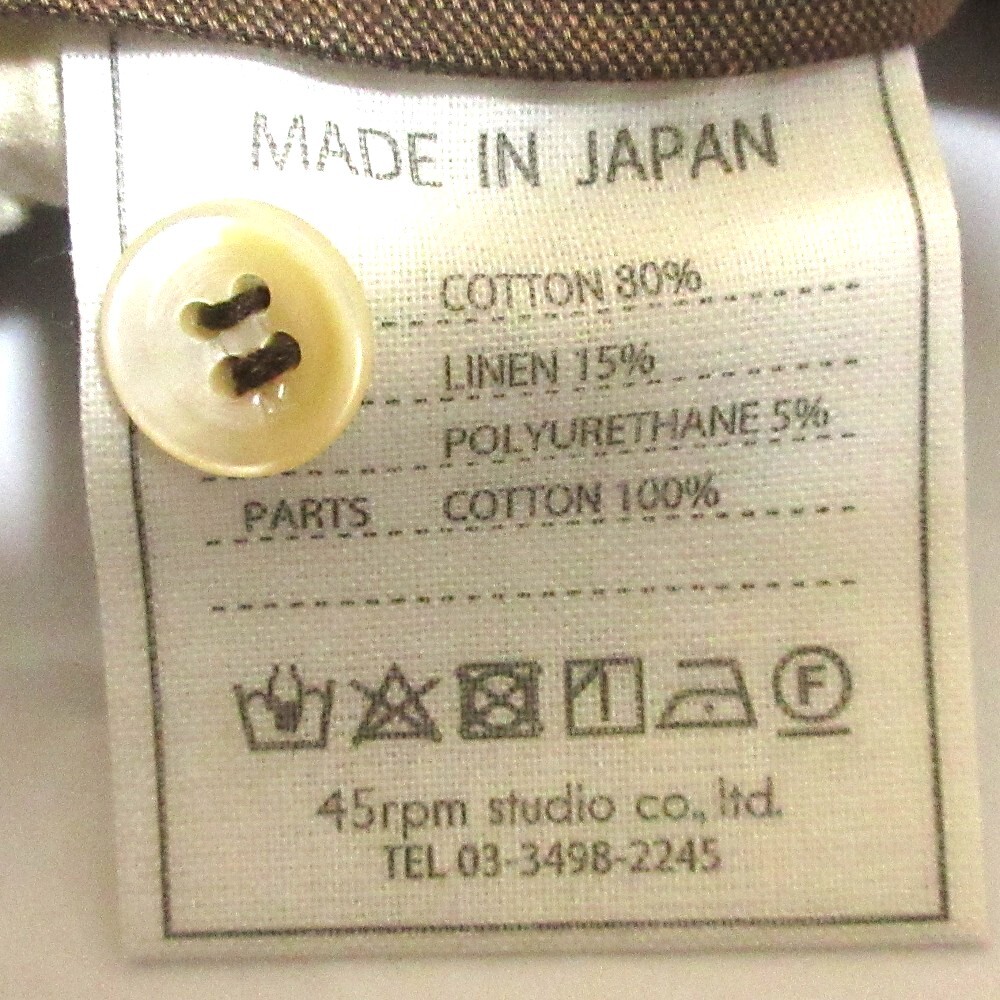 MADE IN JAPAN
COTTON 80%
LINEN 15%
POLYURETHANE 5%
PARTS COTTON 100%
F
45rpm studio co., ltd.
TEL 03-3498-2245